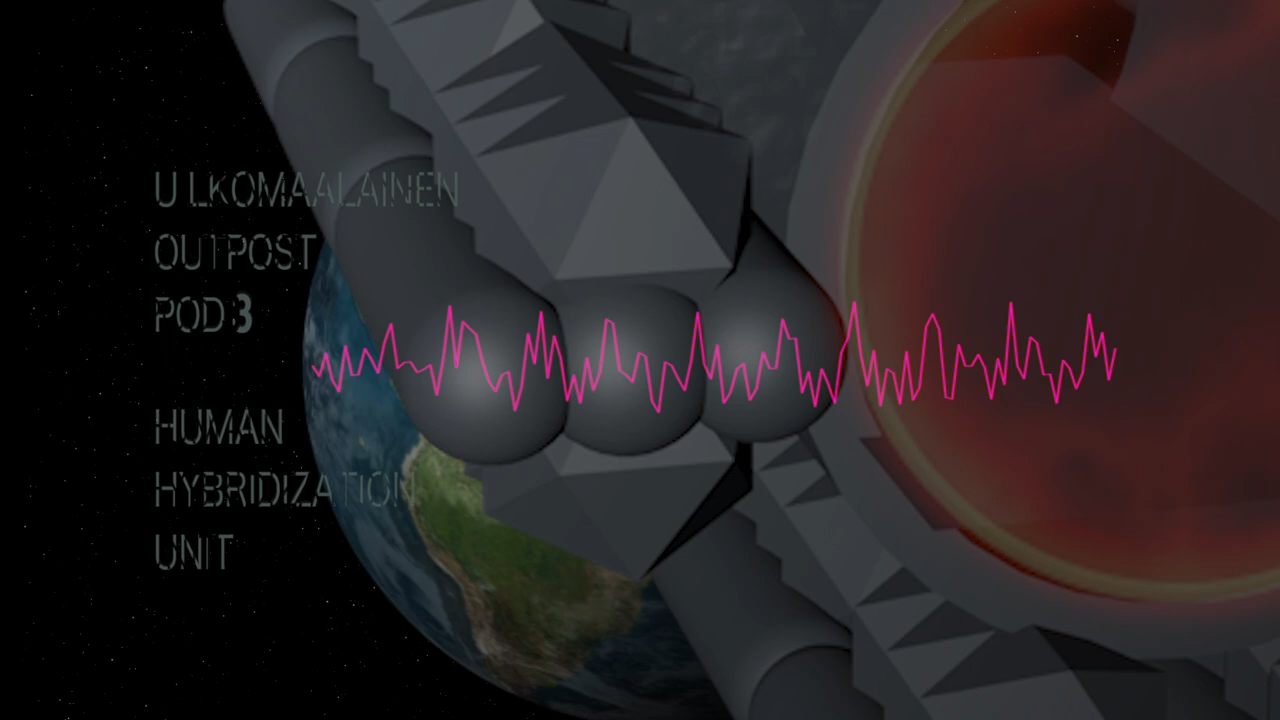 ULKOMAALAINEN
OUTPOST
POD 3
HUMAN
HYBRIDIZATION
UNIT